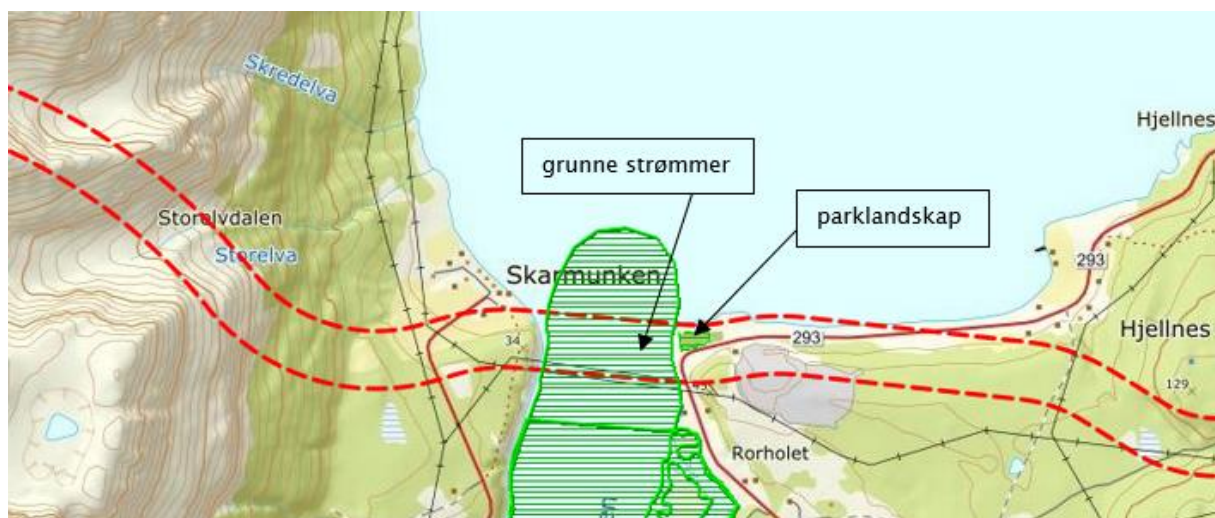 Skredelva
Hjellnes
grunne strømmer
parklandskap
Storelvdalen
Storelva
Skarmunken
293
293
Hjellnes
34
129
Rorholet